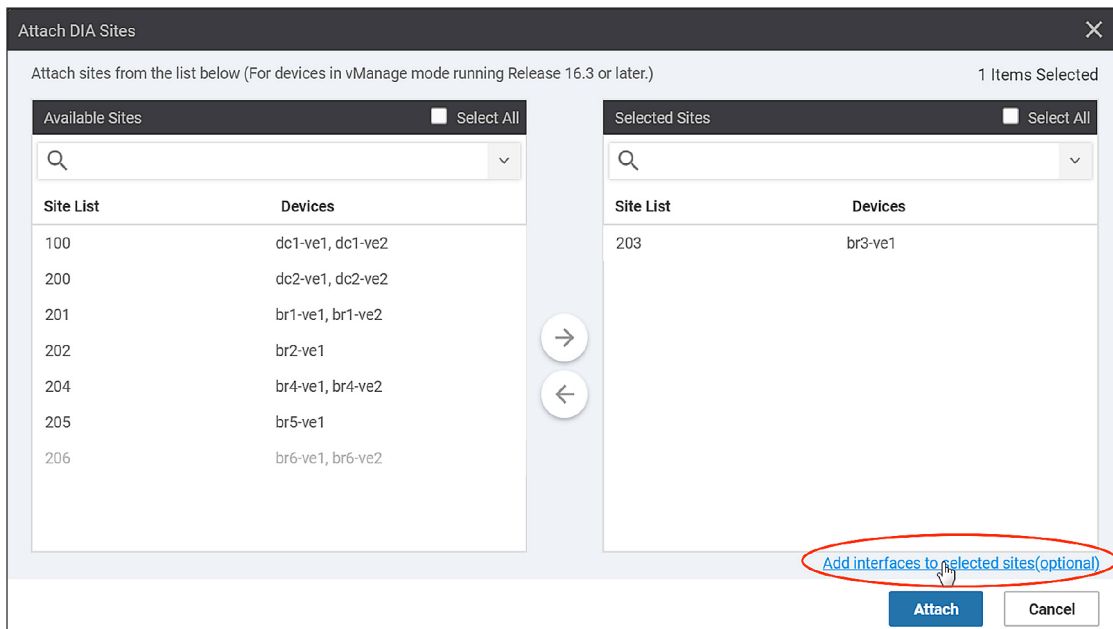 Attach DIA Sites
Attach sites from the list below (For devices in vManage mode running Release 16.3 or later.)
1 Items Selected
Available Sites Select All
Site List Devices
100 dc1-ve1, dc1-ve2
200 dc2-ve1, dc2-ve2
201 br1-ve1, br1-ve2
202 br2-ve1
204 br4-ve1, br4-ve2
205 br5-ve1
206 br6-ve1, br6-ve2
Selected Sites Select All
Site List Devices
203 br3-ve1
Add interfaces to selected sites(optional)
Attach Cancel